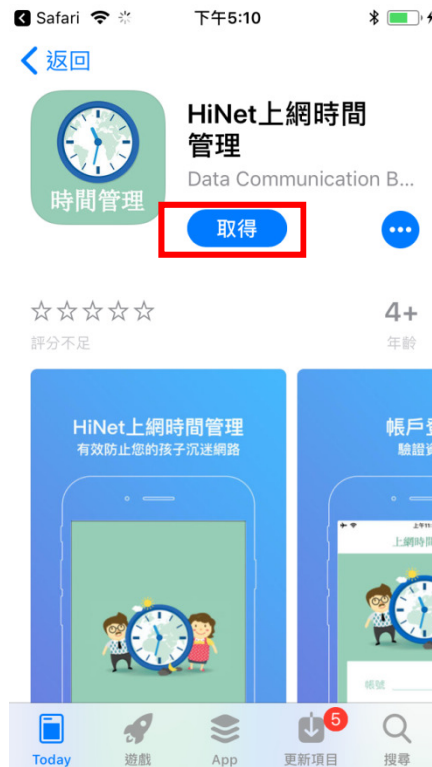 Safari
下午5:10
返回
時間管理
HiNet上網時間
管理
Data Communication B...
取得
☆☆☆☆☆
4+
評分不足
年齡
HiNet上網時間管理
有效防止您的孩子沉迷網路
帳戶
驗證
上網時
帳號
5
Today
遊戲
App
更新項目
搜尋